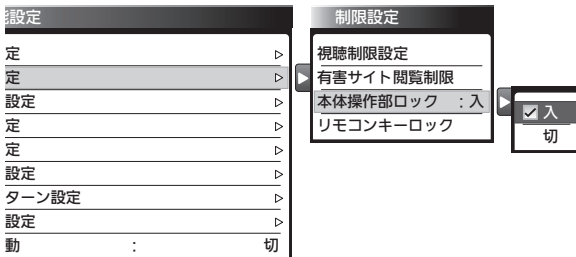 設定
定
定
設定
定
定
設定
ターン設定
設定
動 : 切
制限設定
視聴制限設定
有害サイト閲覧制限
本体操作部ロック :入
リモコンキーロック
入
切